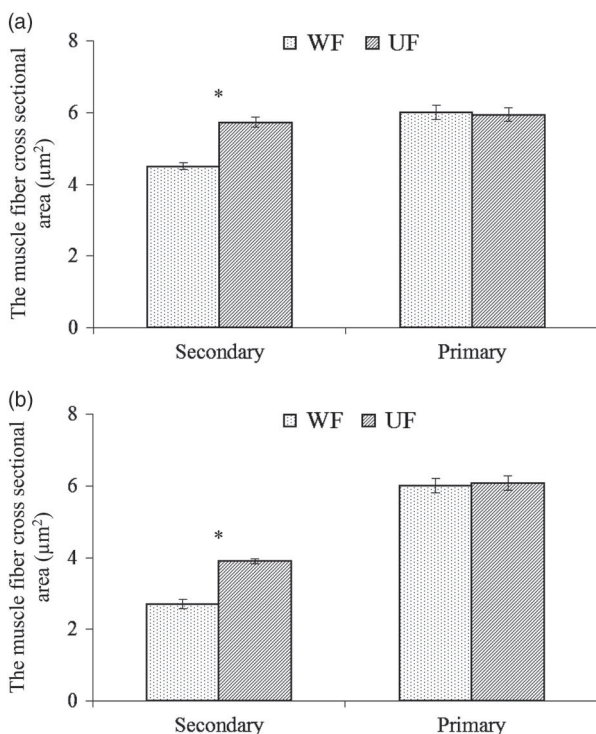 (a)
WF UF
The muscle fiber cross sectional
area (μm²)
8
6
4
2
0
*
Secondary Primary
(b)
WF UF
The muscle fiber cross sectional
area (μm²)
8
6
4
2
0
*
Secondary Primary